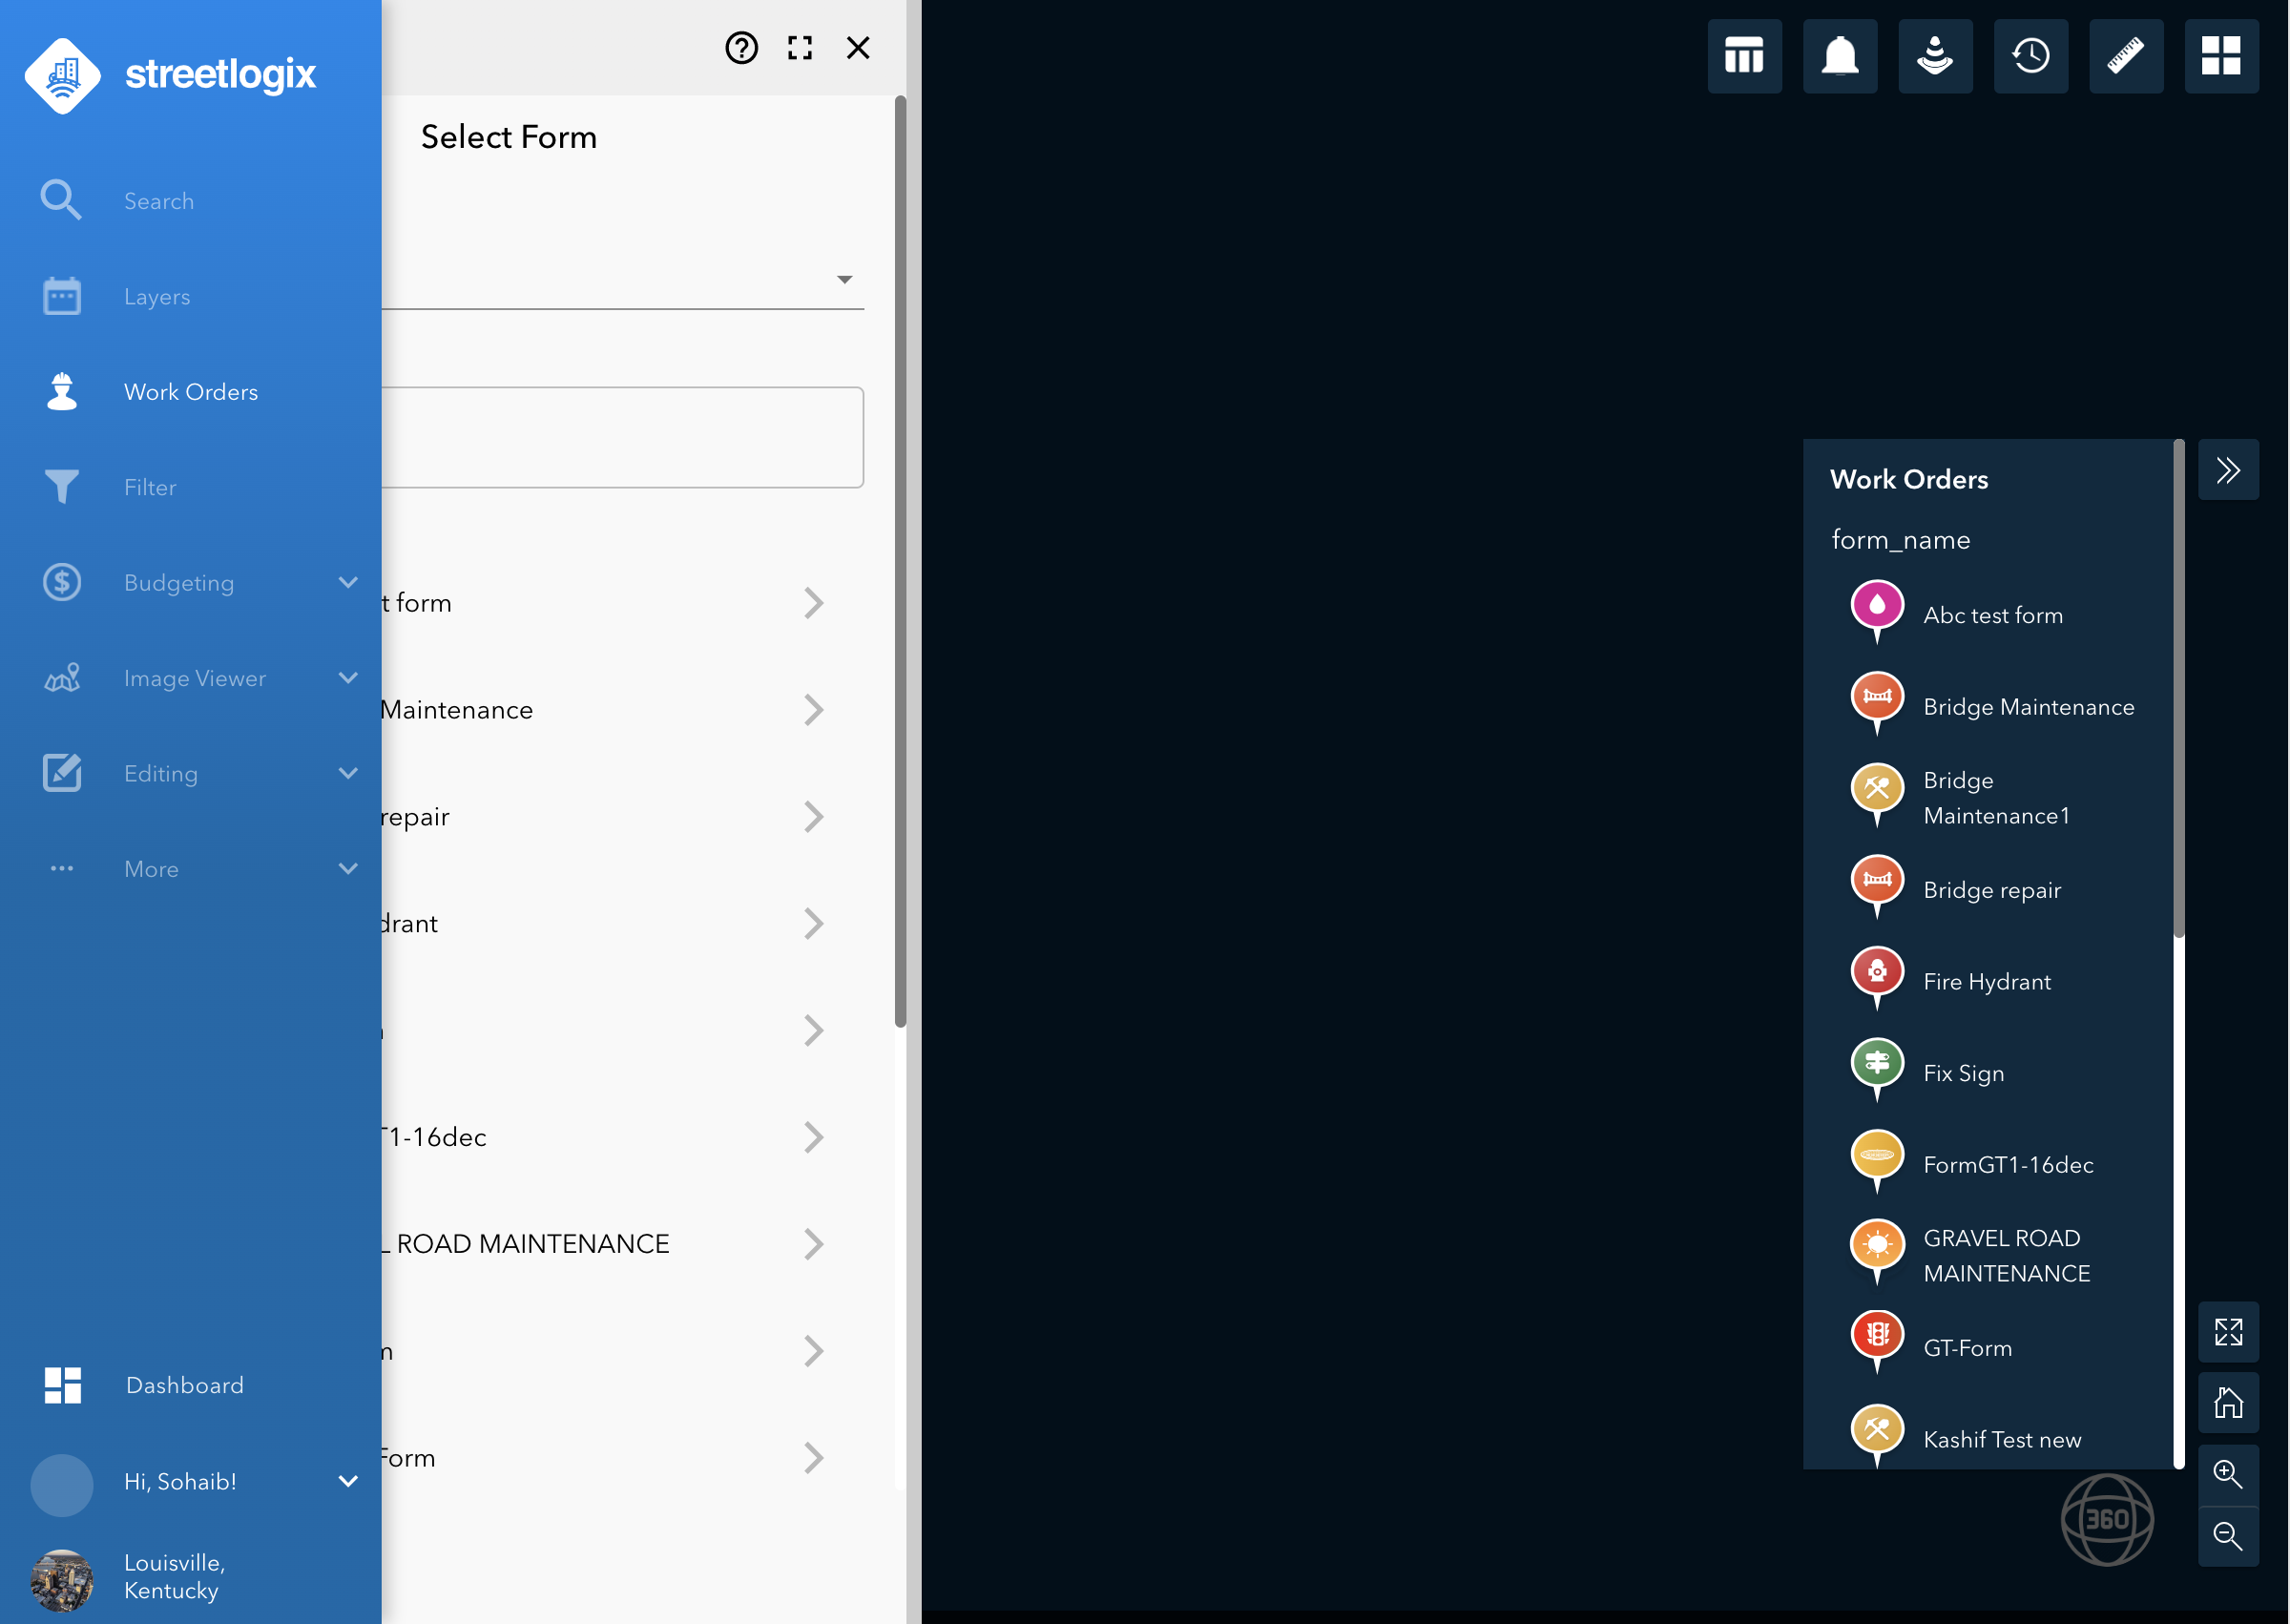 streetlogix
Search
Layers
Work Orders
Filter
Budgeting
Image Viewer
Editing
More
Dashboard
Hi, Sohaib!
Louisville,
Kentucky
Select Form
t form
Maintenance
repair
drant
T1-16dec
L ROAD MAINTENANCE
Form
Work Orders
form_name
Abc test form
Bridge Maintenance
Bridge
Maintenance1
Bridge repair
Fire Hydrant
Fix Sign
FormGT1-16dec
GRAVEL ROAD
MAINTENANCE
GT-Form
Kashif Test new
360